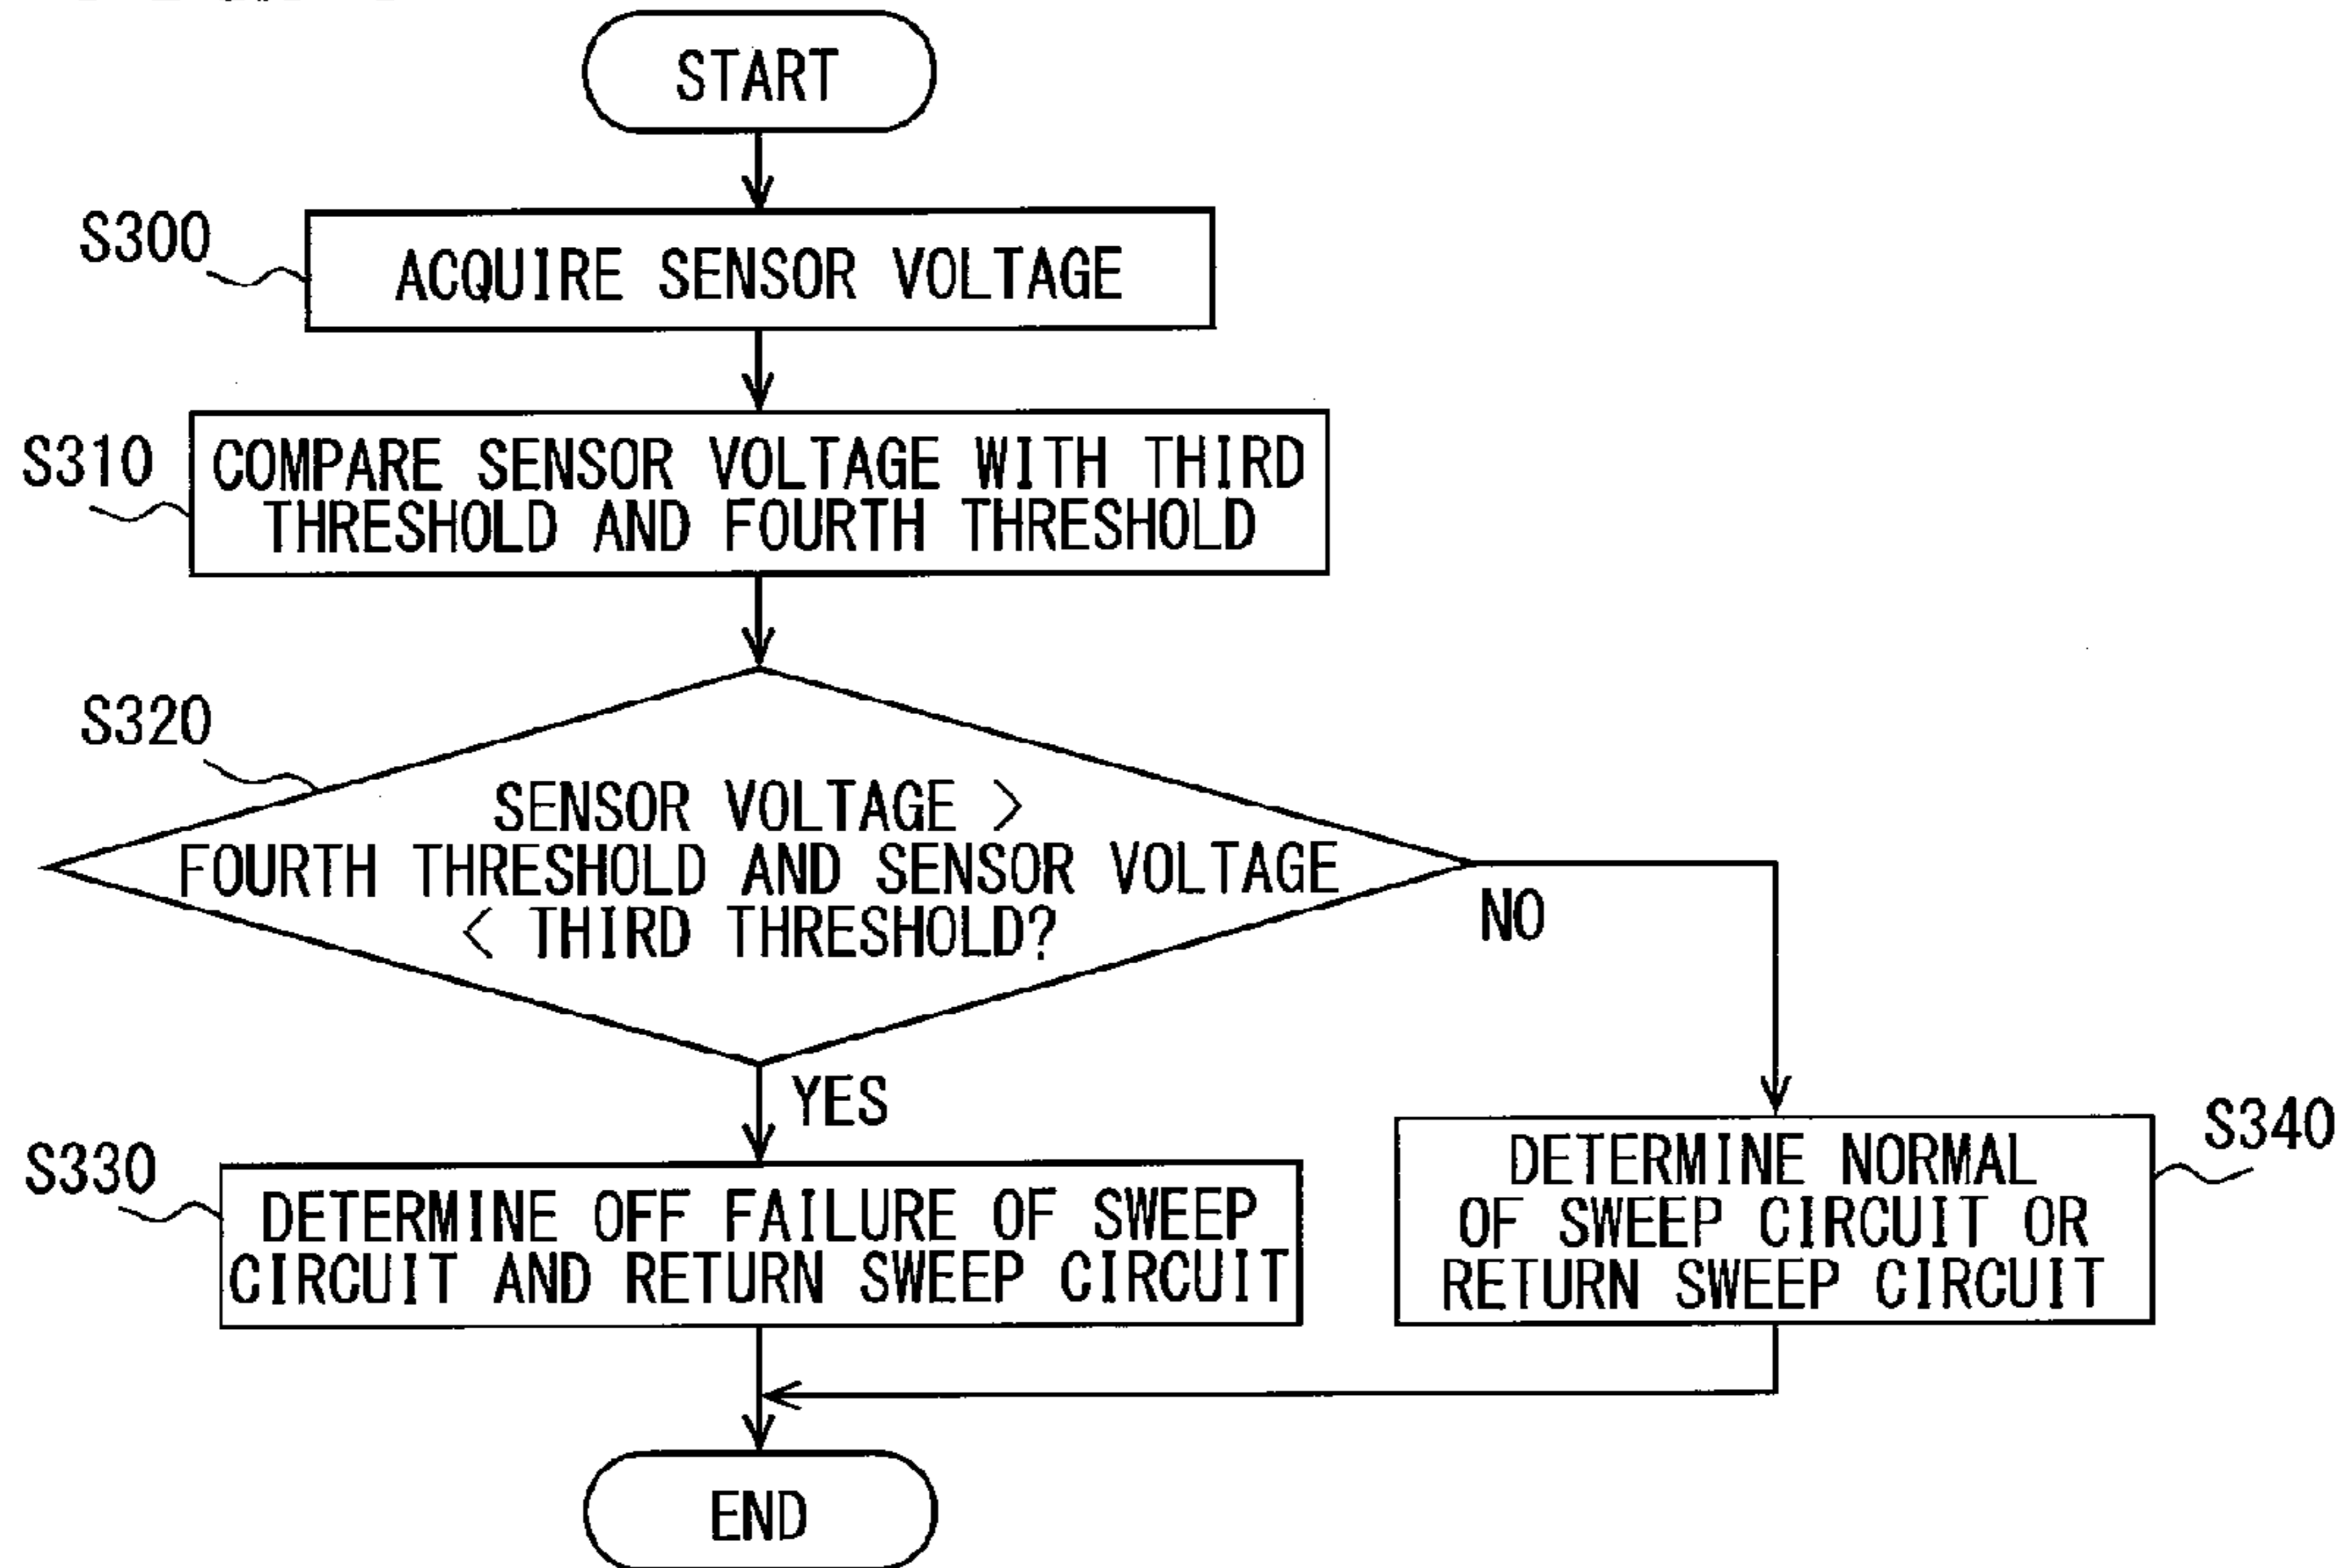 START
S300
ACQUIRE SENSOR VOLTAGE
S310
COMPARE SENSOR VOLTAGE WITH THIRD
THRESHOLD AND FOURTH THRESHOLD
S320
SENSOR VOLTAGE >
FOURTH THRESHOLD AND SENSOR VOLTAGE
< THIRD THRESHOLD?
NO
YES
S330
DETERMINE OFF FAILURE OF SWEEP
CIRCUIT AND RETURN SWEEP CIRCUIT
S340
DETERMINE NORMAL
OF SWEEP CIRCUIT OR
RETURN SWEEP CIRCUIT
END